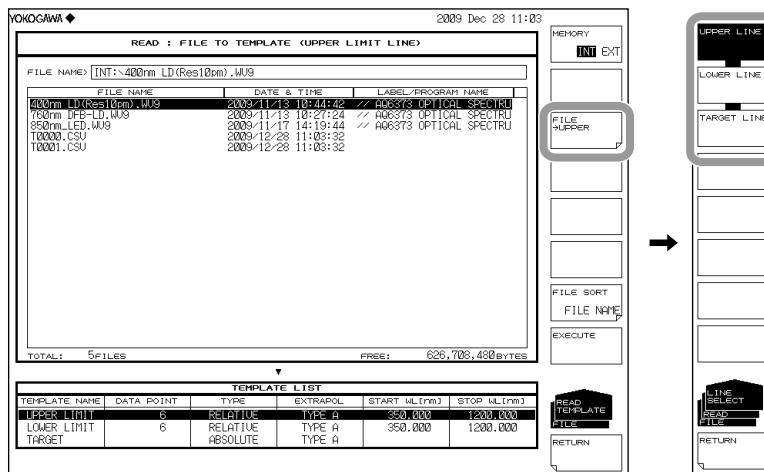 YOKOGAWA ◆
2009 Dec 28 11:03
READ : FILE TO TEMPLATE (UPPER LIMIT LINE)
FILE NAME> INT:\400nm LD(Res10pm).WU9
FILE NAME DATE & TIME LABEL/PROGRAM NAME
400nm LD(Res10pm).WU9 2009/11/13 10:44:42 // AQ6373 OPTICAL SPECTRU
760nm DFB-LD.WU9 2009/11/13 10:27:24 // AQ6373 OPTICAL SPECTRU
850nm_LED.WU9 2009/11/17 14:19:44 // AQ6373 OPTICAL SPECTRU
T0000.CSV 2009/12/28 11:03:32
T0001.CSV 2009/12/28 11:03:32
TOTAL: 5FILES FREE: 626,708,480BYTES
▼
TEMPLATE LIST
TEMPLATE NAME DATA POINT TYPE EXTRAPOL START WL[nm] STOP WL[nm]
UPPER LIMIT 6 RELATIVE TYPE A 350.000 1200.000
LOWER LIMIT 6 RELATIVE TYPE A 350.000 1200.000
TARGET ABSOLUTE TYPE A
MEMORY
INT EXT
FILE
→UPPER
FILE SORT
FILE NAME
EXECUTE
READ
TEMPLATE
FILE
RETURN
→
UPPER LINE
LOWER LINE
TARGET LINE
LINE
SELECT
READ
FILE
RETURN